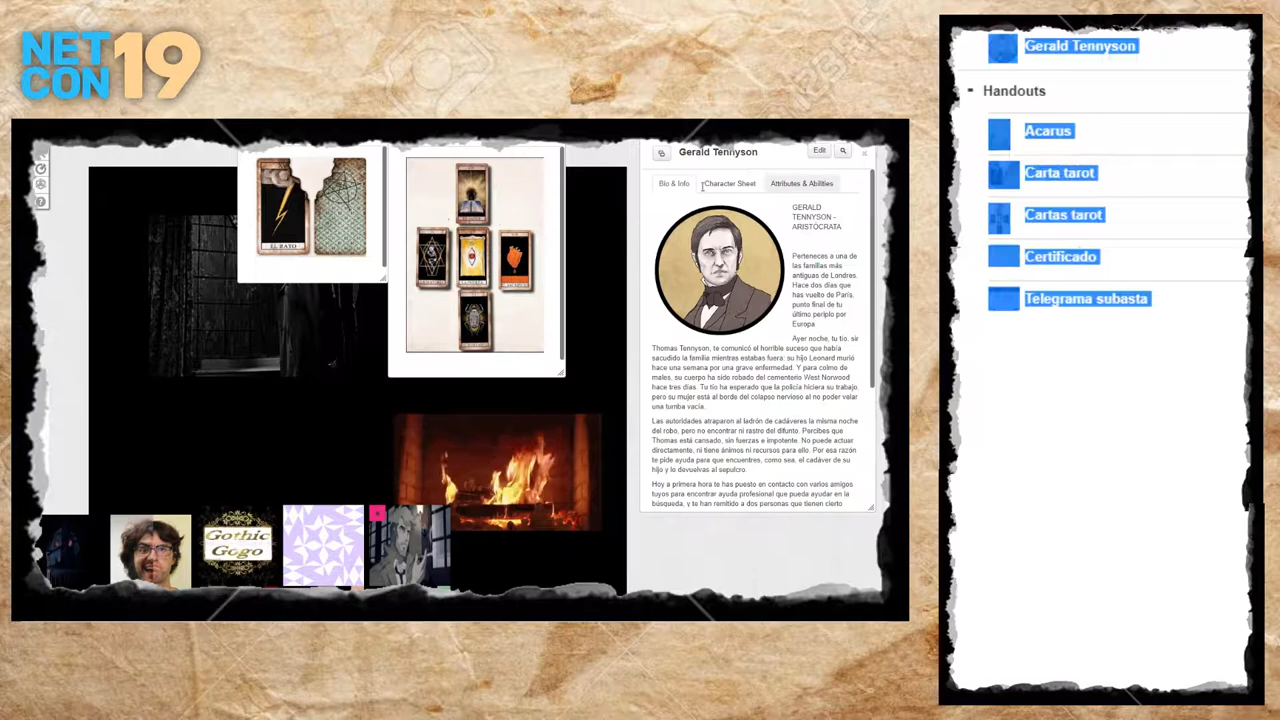 NET
CON 19
EL RAYO
Gerald Tennyson
Edit
Bio & Info
Character Sheet
Attributes & Abilities
GERALD
TENNYSON -
ARISTÓCRATA
Perteneces a una de
las familias más
antiguas de Londres.
Hace dos días que
has vuelto de París,
punto final de tu
último periplo por
Europa
Ayer noche, tu tío, sir
Thomas Tennyson, te comunicó el horrible suceso que había
sacudido la familia mientras estabas fuera: su hijo Leonard murió
hace una semana por una grave enfermedad. Y para colmo de
males, su cuerpo ha sido robado del cementerio West Norwood
hace tres días. Tu tío ha esperado que la policía hiciera su trabajo,
pero su mujer está al borde del colapso nervioso al no poder velar
una tumba vacía.
Las autoridades atraparon al ladrón de cadáveres la misma noche
del robo, pero no encontrar ni rastro del difunto. Percibes que
Thomas está cansado, sin fuerzas e impotente. No puede actuar
directamente, ni tiene ánimos ni recursos para ello. Por esa razón
te pide ayuda para que encuentres, como sea, el cadáver de su
hijo y lo devuelvas al sepulcro.
Hoy a primera hora te has puesto en contacto con varios amigos
tuyos para encontrar ayuda profesional que pueda ayudar en la
búsqueda, y te han remitido a dos personas que tienen cierto
Gothic
Gogo
Gerald Tennyson
Handouts
Acarus
Carta tarot
Cartas tarot
Certificado
Telegrama subasta